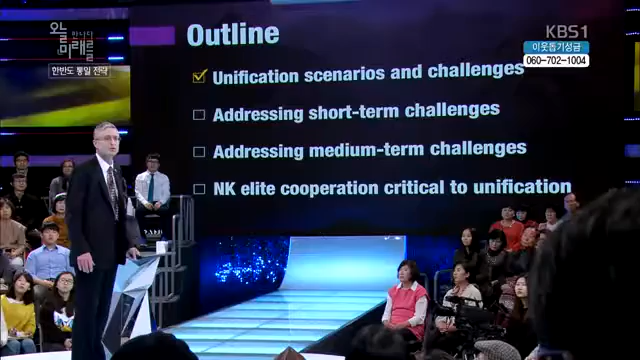 오늘
만나다
미래를
한반도 통일 전략
KBS1
이웃돕기성금
060-702-1004
Outline
Unification scenarios and challenges
Addressing short-term challenges
Addressing medium-term challenges
NK elite cooperation critical to unification